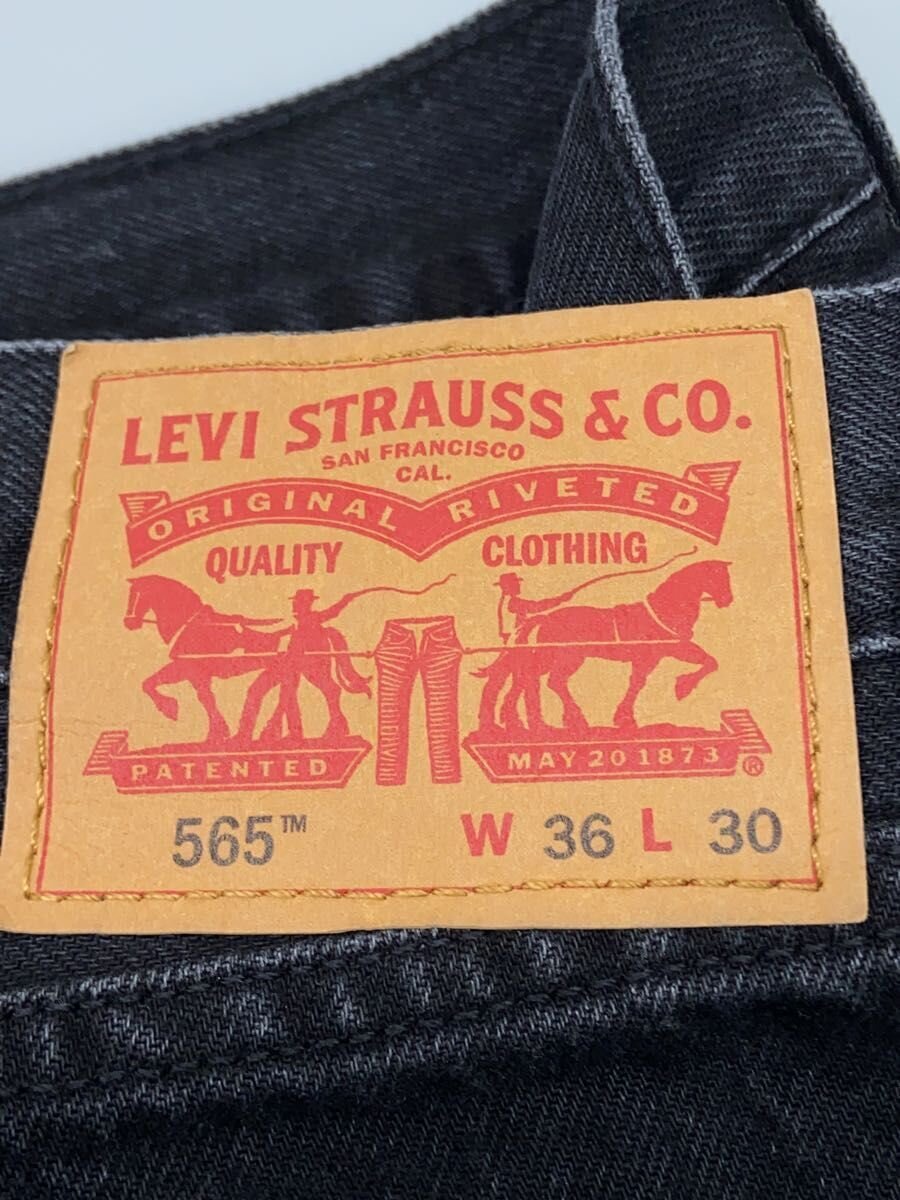 LEVI STRAUSS & CO.
SAN FRANCISCO
CAL.
ORIGINAL RIVETED
QUALITY CLOTHING
PATENTED MAY 20 1873 ®
565™ W 36 L 30